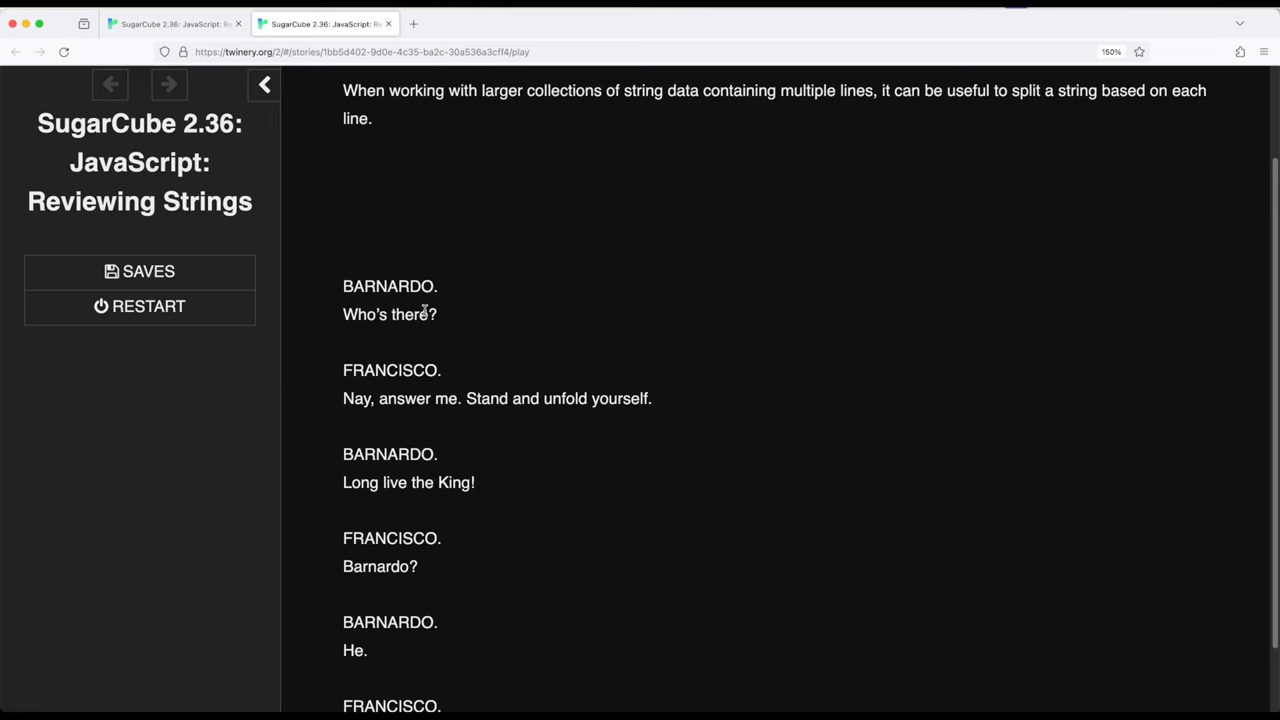 SugarCube 2.36: JavaScript: Re
SugarCube 2.36: JavaScript: Re
https://twinery.org/2/#/stories/1bb5d402-9d0e-4c35-ba2c-30a536a3cff4/play
150%
SugarCube 2.36:
JavaScript:
Reviewing Strings
SAVES
RESTART
When working with larger collections of string data containing multiple lines, it can be useful to split a string based on each
line.
BARNARDO.
Who’s there?
FRANCISCO.
Nay, answer me. Stand and unfold yourself.
BARNARDO.
Long live the King!
FRANCISCO.
Barnardo?
BARNARDO.
He.
FRANCISCO.